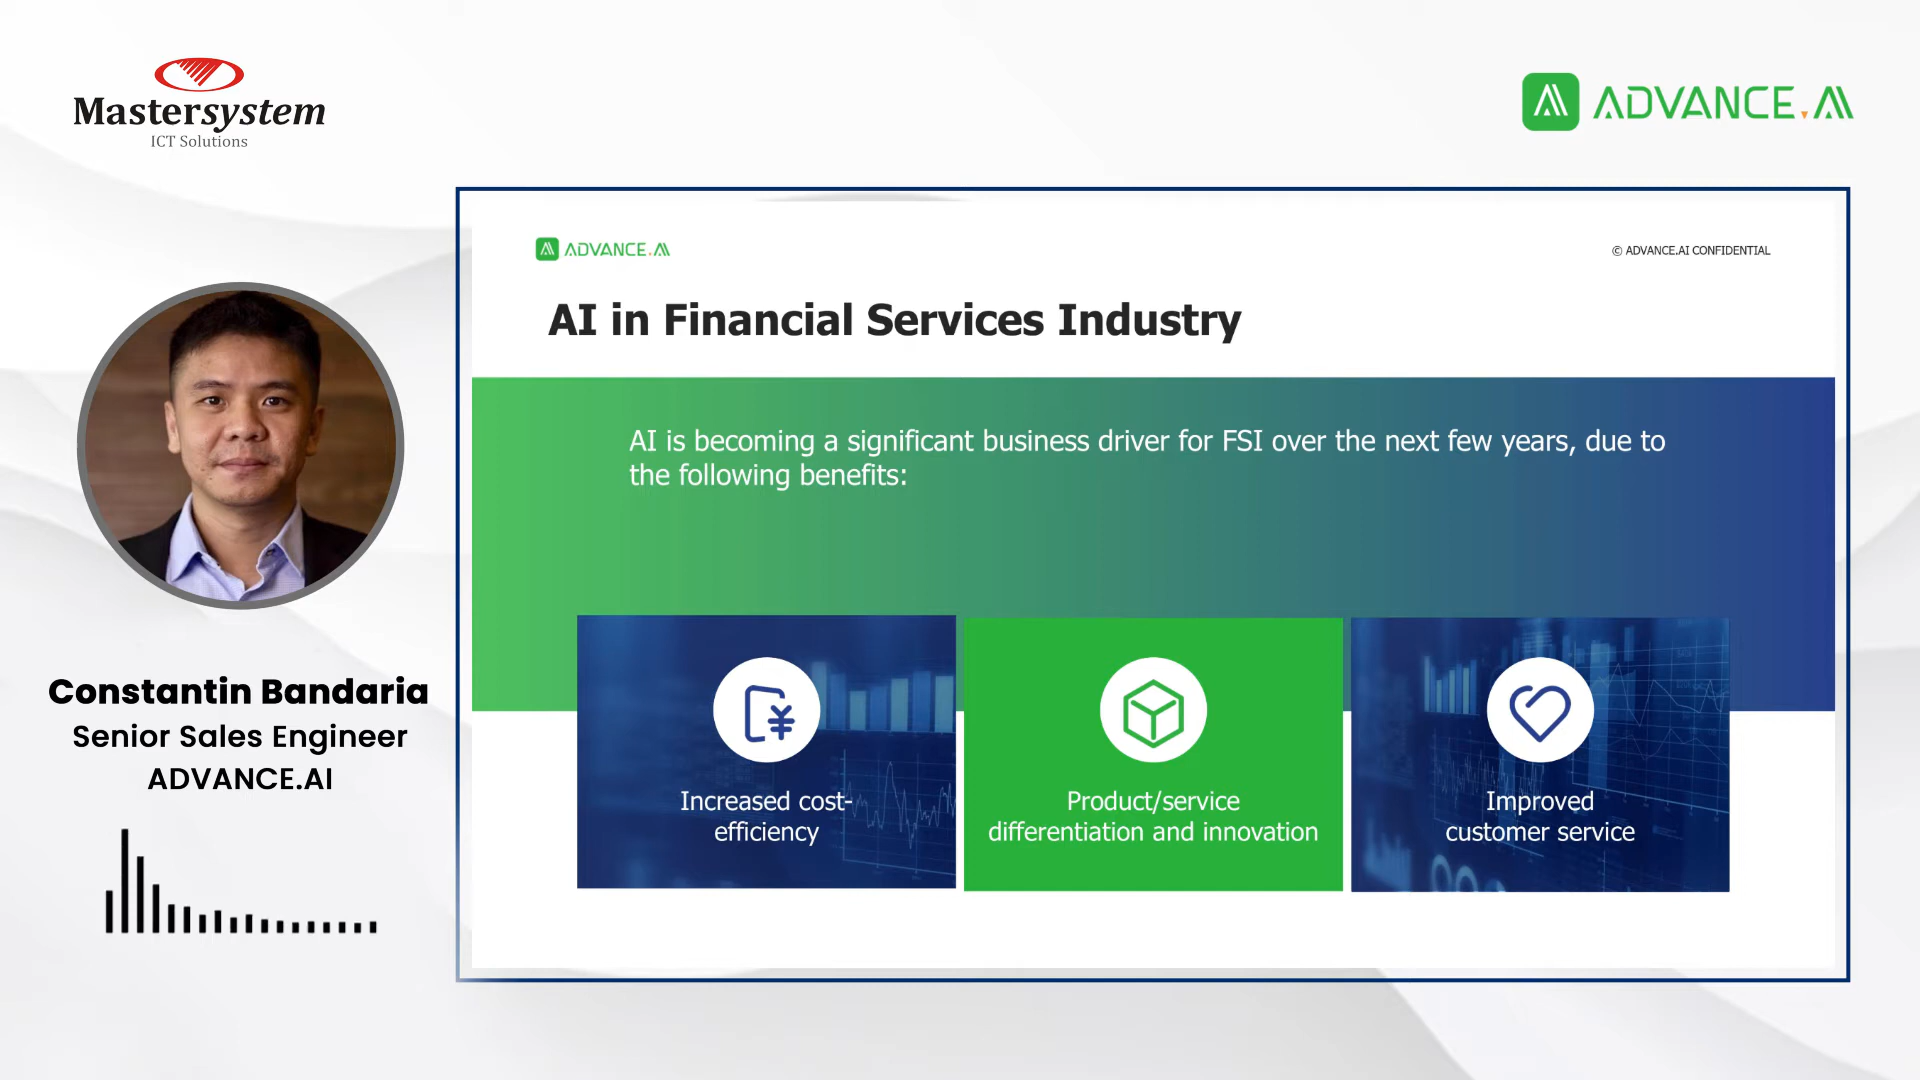 Mastersystem
ICT Solutions
ADVANCE.AI
ADVANCE.AI
© ADVANCE.AI CONFIDENTIAL
AI in Financial Services Industry
AI is becoming a significant business driver for FSI over the next few years, due to
the following benefits:
Increased cost-
efficiency
Product/service
differentiation and innovation
Improved
customer service
Constantin Bandaria
Senior Sales Engineer
ADVANCE.AI